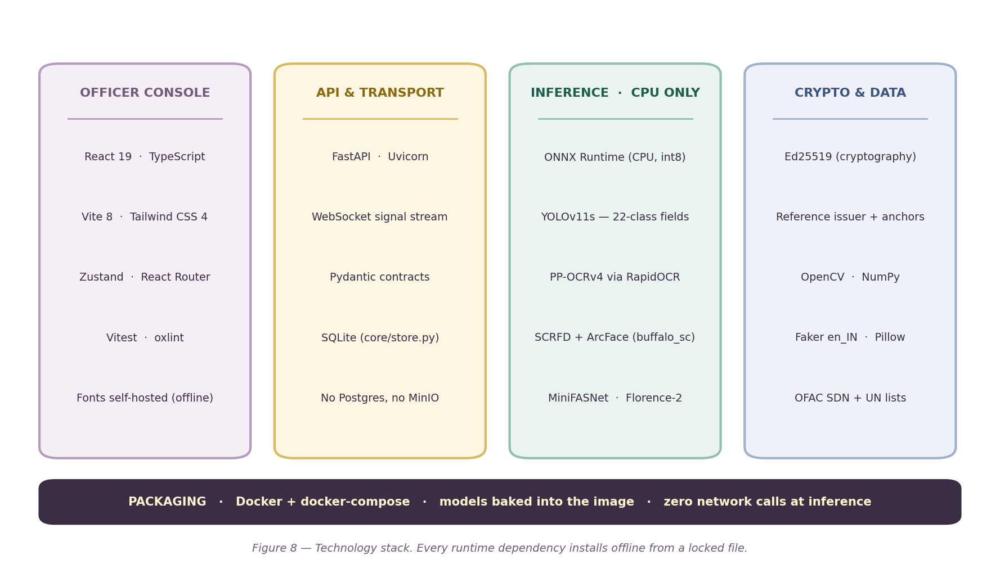 OFFICER CONSOLE
React 19 · TypeScript
Vite 8 · Tailwind CSS 4
Zustand · React Router
Vitest · oxlint
Fonts self-hosted (offline)
API & TRANSPORT
FastAPI · Uvicorn
WebSocket signal stream
Pydantic contracts
SQLite (core/store.py)
No Postgres, no MinIO
INFERENCE · CPU ONLY
ONNX Runtime (CPU, int8)
YOLOv11s — 22-class fields
PP-OCRv4 via RapidOCR
SCRFD + ArcFace (buffalo_sc)
MiniFASNet · Florence-2
CRYPTO & DATA
Ed25519 (cryptography)
Reference issuer + anchors
OpenCV · NumPy
Faker en_IN · Pillow
OFAC SDN + UN lists
PACKAGING · Docker + docker-compose · models baked into the image · zero network calls at inference
Figure 8 — Technology stack. Every runtime dependency installs offline from a locked file.